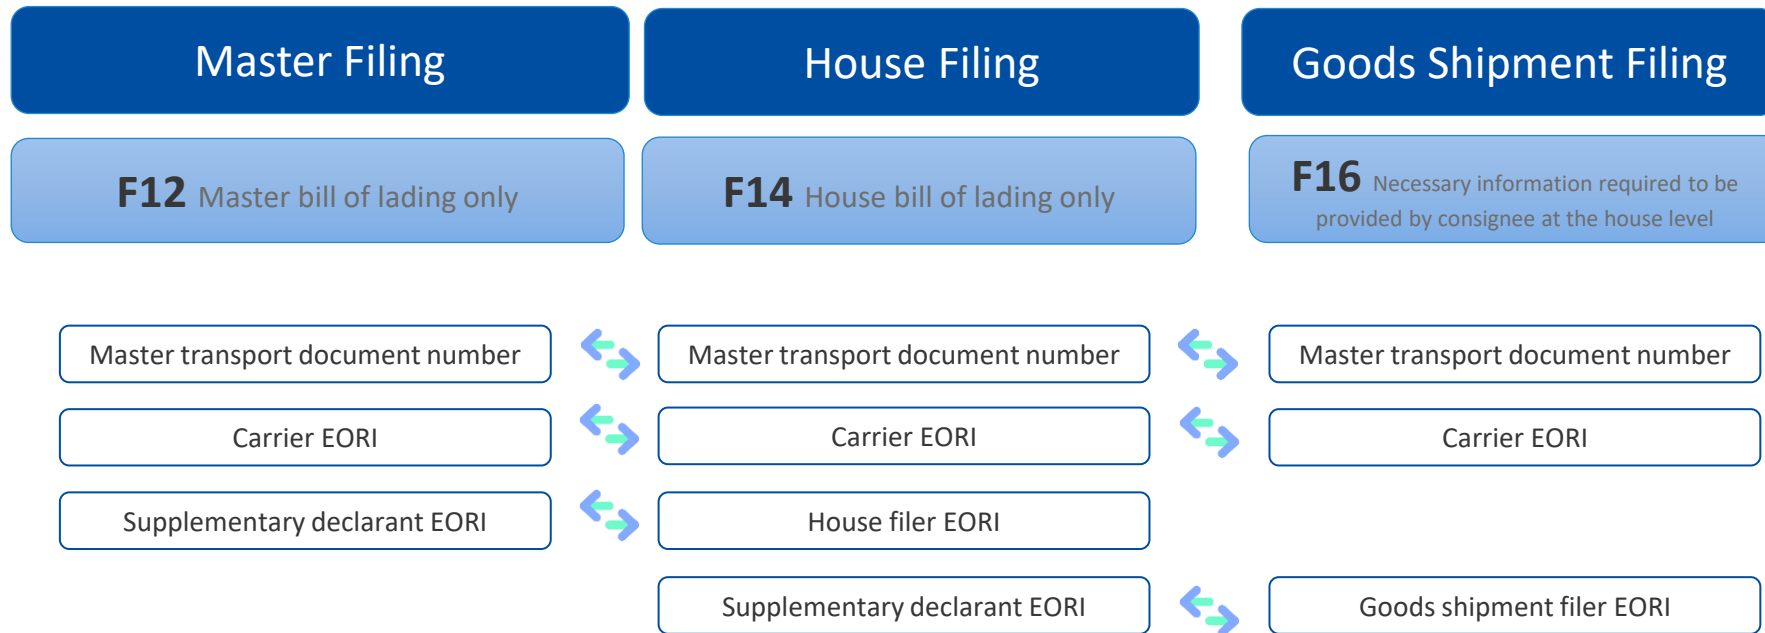 Master Filing
House Filing
Goods Shipment Filing
F12 Master bill of lading only
F14 House bill of lading only
F16 Necessary information required to be
provided by consignee at the house level
Master transport document number
Master transport document number
Master transport document number
Carrier EORI
Carrier EORI
Carrier EORI
Supplementary declarant EORI
House filer EORI
Supplementary declarant EORI
Goods shipment filer EORI